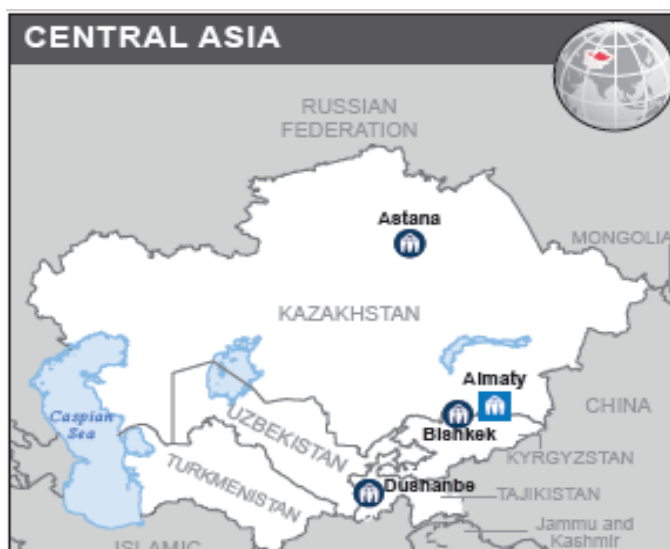 CENTRAL ASIA
RUSSIAN
FEDERATION
Astana
MONGOLIA
KAZAKHSTAN
Almaty
CHINA
Caspian
Sea
Bishkek
UZBEKISTAN
KYRGYZSTAN
TURKMENISTAN
Dushanbe
TAJIKISTAN
Jammu and
Kashmir
ISLAMIC